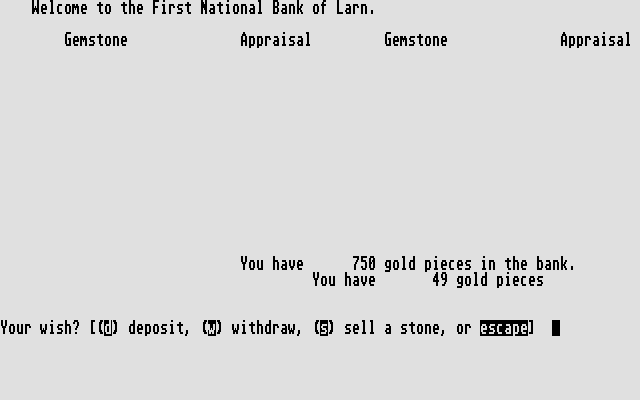 Welcome to the First National Bank of Larn.
Gemstone Appraisal Gemstone Appraisal
You have 750 gold pieces in the bank.
You have 49 gold pieces
Your wish? [(d) deposit, (w) withdraw, (s) sell a stone, or escape]